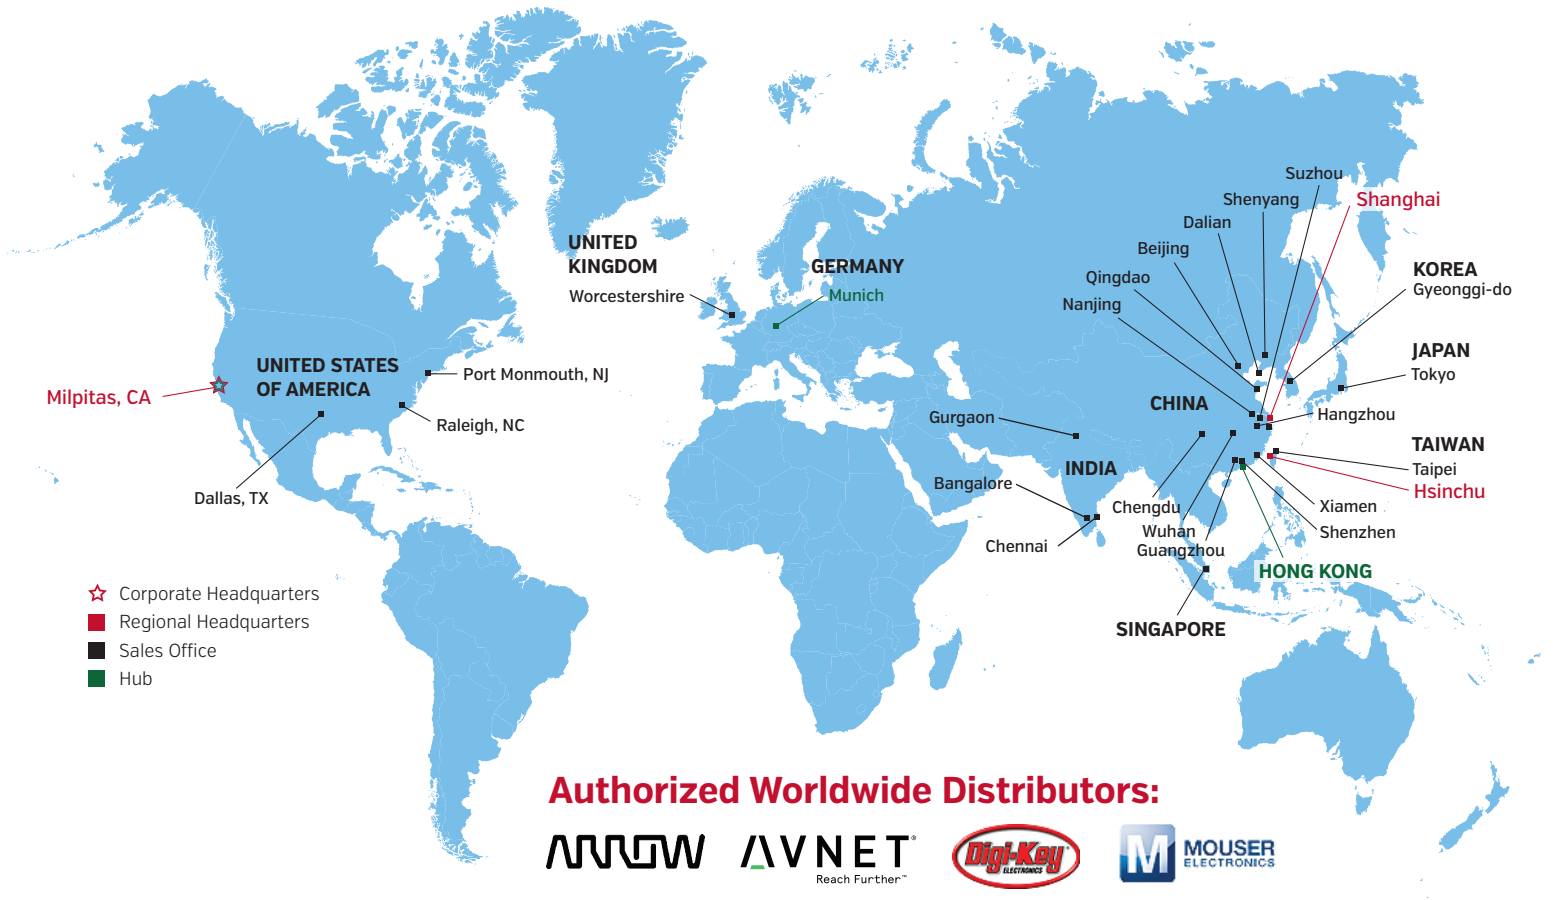 Suzhou
Shanghai
Shenyang
Dalian
Beijing
Qingdao
Nanjing
UNITED
KINGDOM
Worcestershire
GERMANY
Munich
KOREA
Gyeonggi-do
JAPAN
Tokyo
UNITED STATES
OF AMERICA
Milpitas, CA
Port Monmouth, NJ
Raleigh, NC
Dallas, TX
CHINA
Hangzhou
Gurgaon
INDIA
Bangalore
Chennai
TAIWAN
Taipei
Hsinchu
Chengdu
Wuhan
Guangzhou
Xiamen
Shenzhen
HONG KONG
SINGAPORE
Corporate Headquarters
Regional Headquarters
Sales Office
Hub
Authorized Worldwide Distributors:
ARROW
AVNET®
Reach Further™
Digi-Key®
ELECTRONICS
M MOUSER
ELECTRONICS